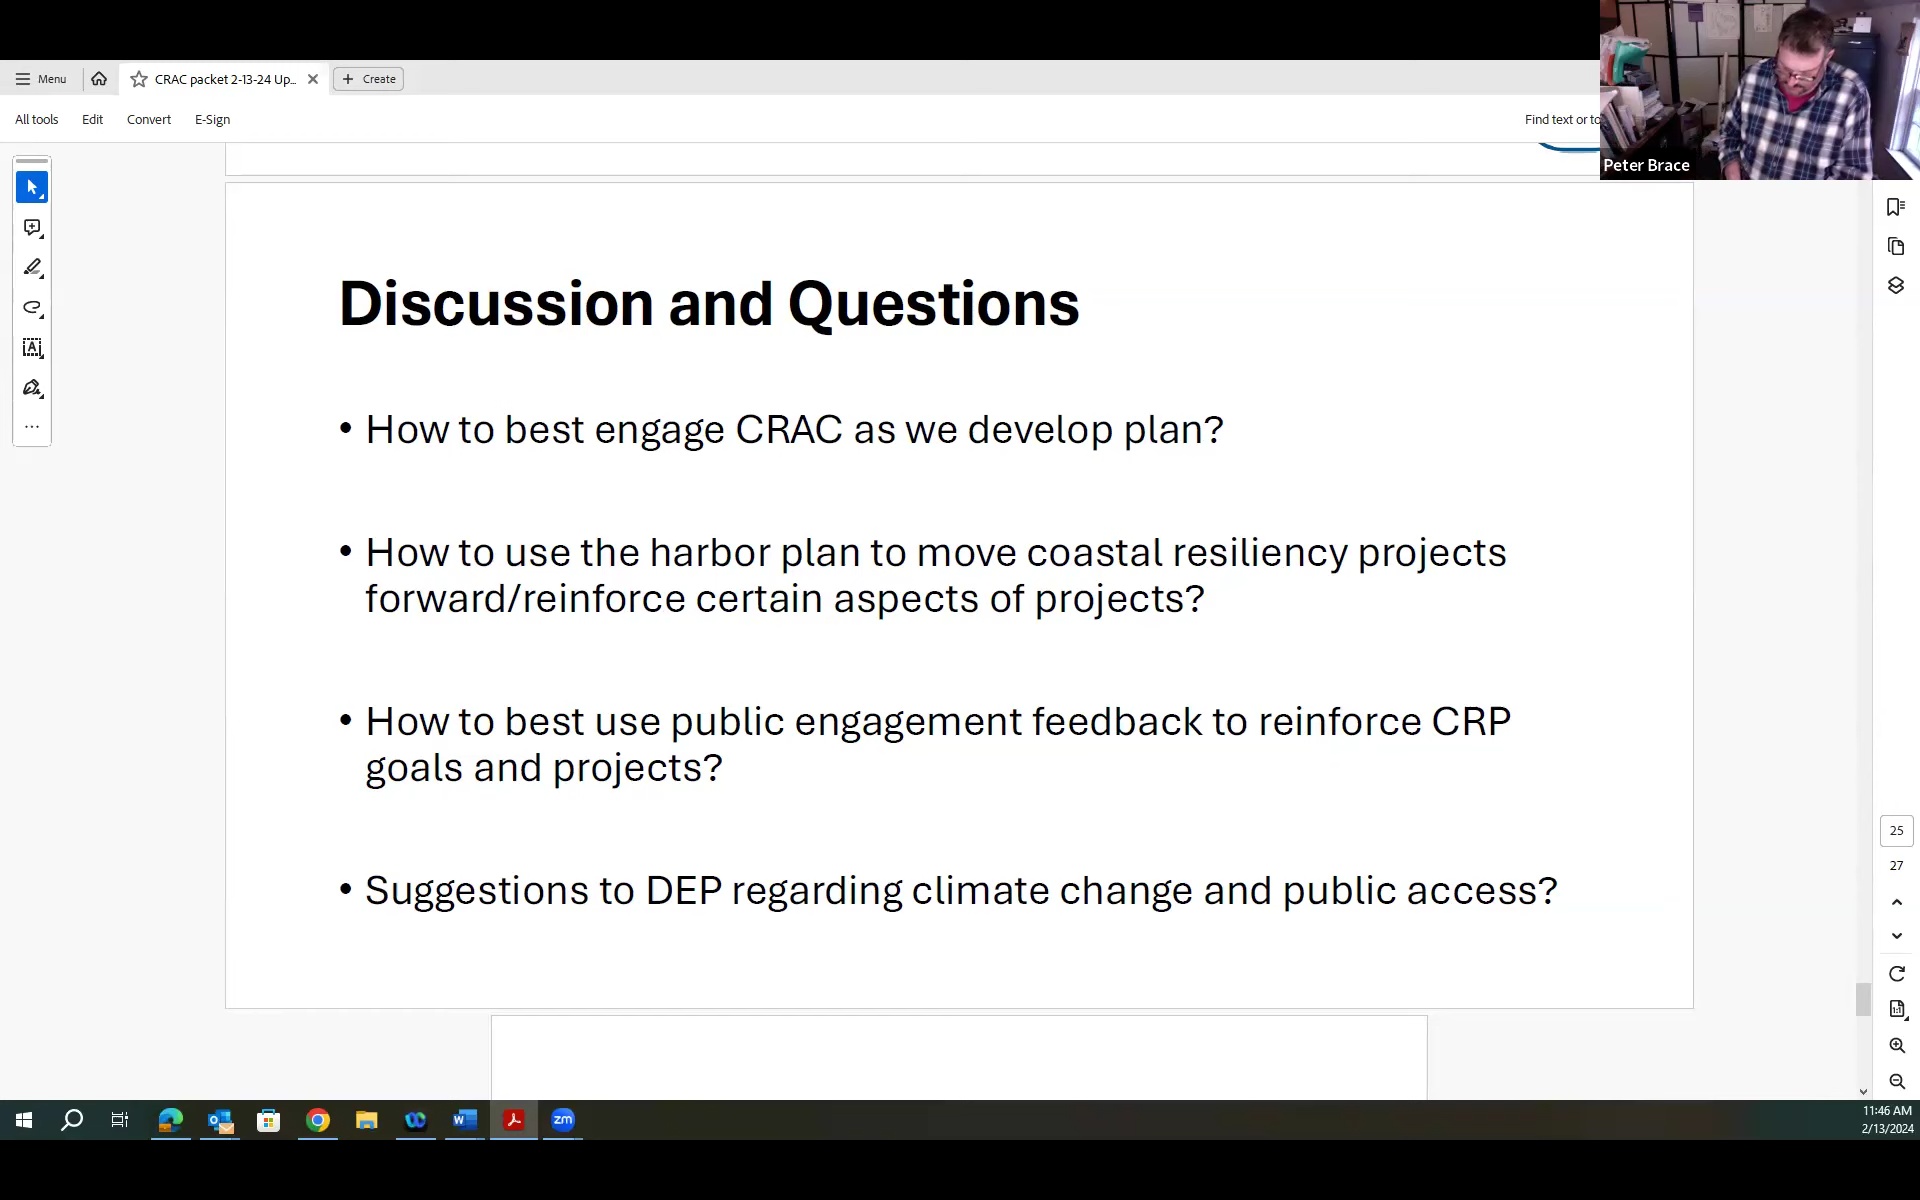 Menu
CRAC packet 2-13-24 Up...
Create
All tools
Edit
Convert
E-Sign
Find text or to
Peter Brace
Discussion and Questions
• How to best engage CRAC as we develop plan?
• How to use the harbor plan to move coastal resiliency projects
forward/reinforce certain aspects of projects?
• How to best use public engagement feedback to reinforce CRP
goals and projects?
• Suggestions to DEP regarding climate change and public access?
25
27
1:1
zm
11:46 AM
2/13/2024